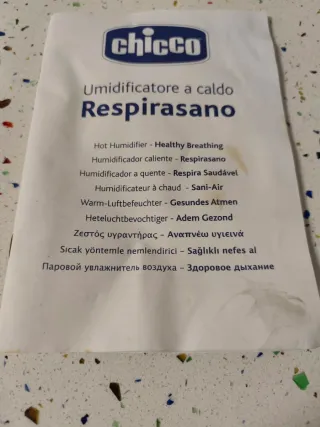 chicco
Umidificatore a caldo
Respirasano
Hot Humidifier - Healthy Breathing
Humidificador caliente - Respirasano
Humidificador a quente - Respira Saudável
Humidificateur à chaud - Sani-Air
Warm-Luftbefeuchter - Gesundes Atmen
Heteluchtbevochtiger - Adem Gezond
Ζεστός υγραντήρας - Αναπνέω υγιεινά
Sıcak yöntemle nemlendirici - Sağlıklı nefes al
Паровой увлажнитель воздуха - Здоровое дыхание